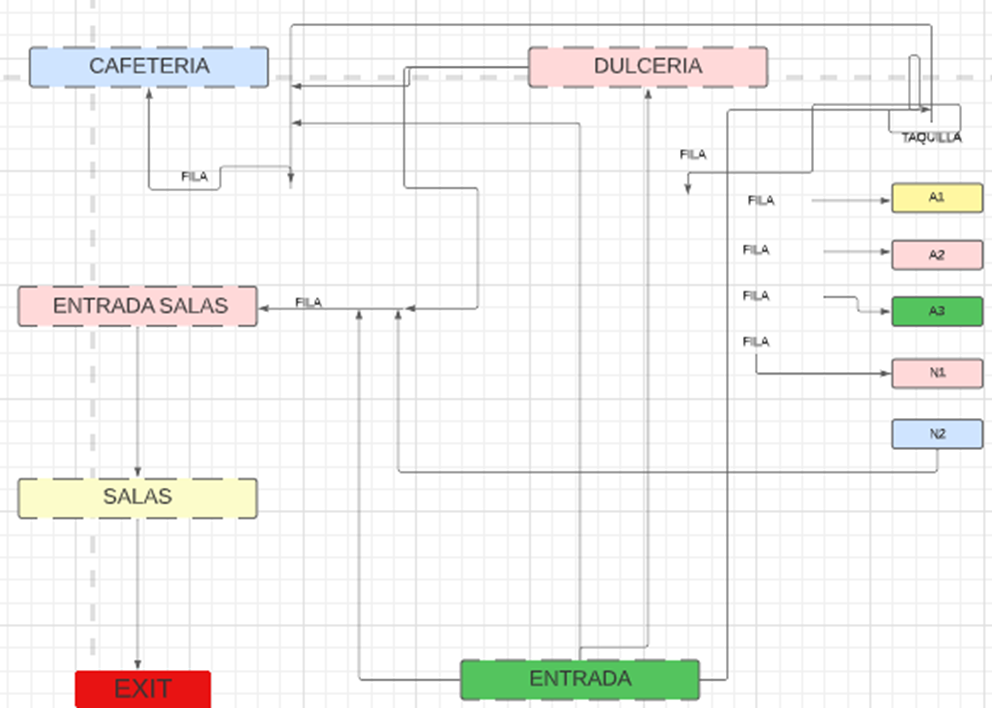 CAFETERIA
DULCERIA
TAQUILLA
FILA
FILA
FILA
A1
FILA
A2
FILA
A3
ENTRADA SALAS
FILA
FILA
N1
N2
SALAS
ENTRADA
EXIT